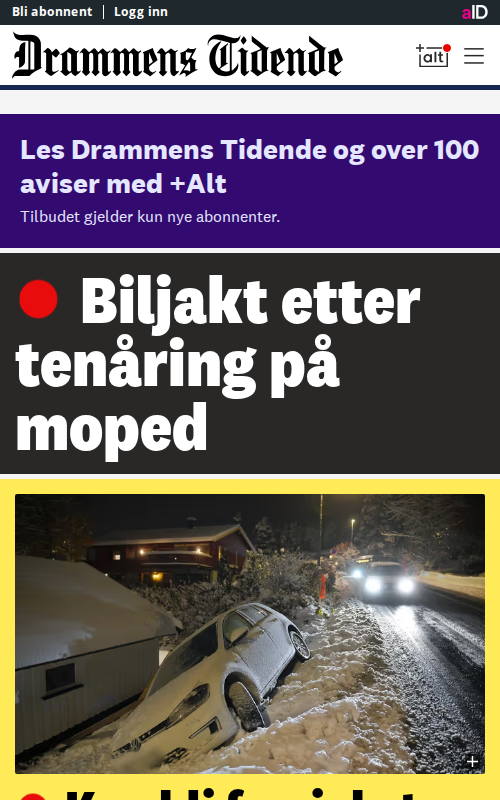 Bli abonnent | Logg inn
aID
Drammens Tidende
+alt
Les Drammens Tidende og over 100
aviser med +Alt
Tilbudet gjelder kun nye abonnenter.
Biljakt etter
tenåring på
moped